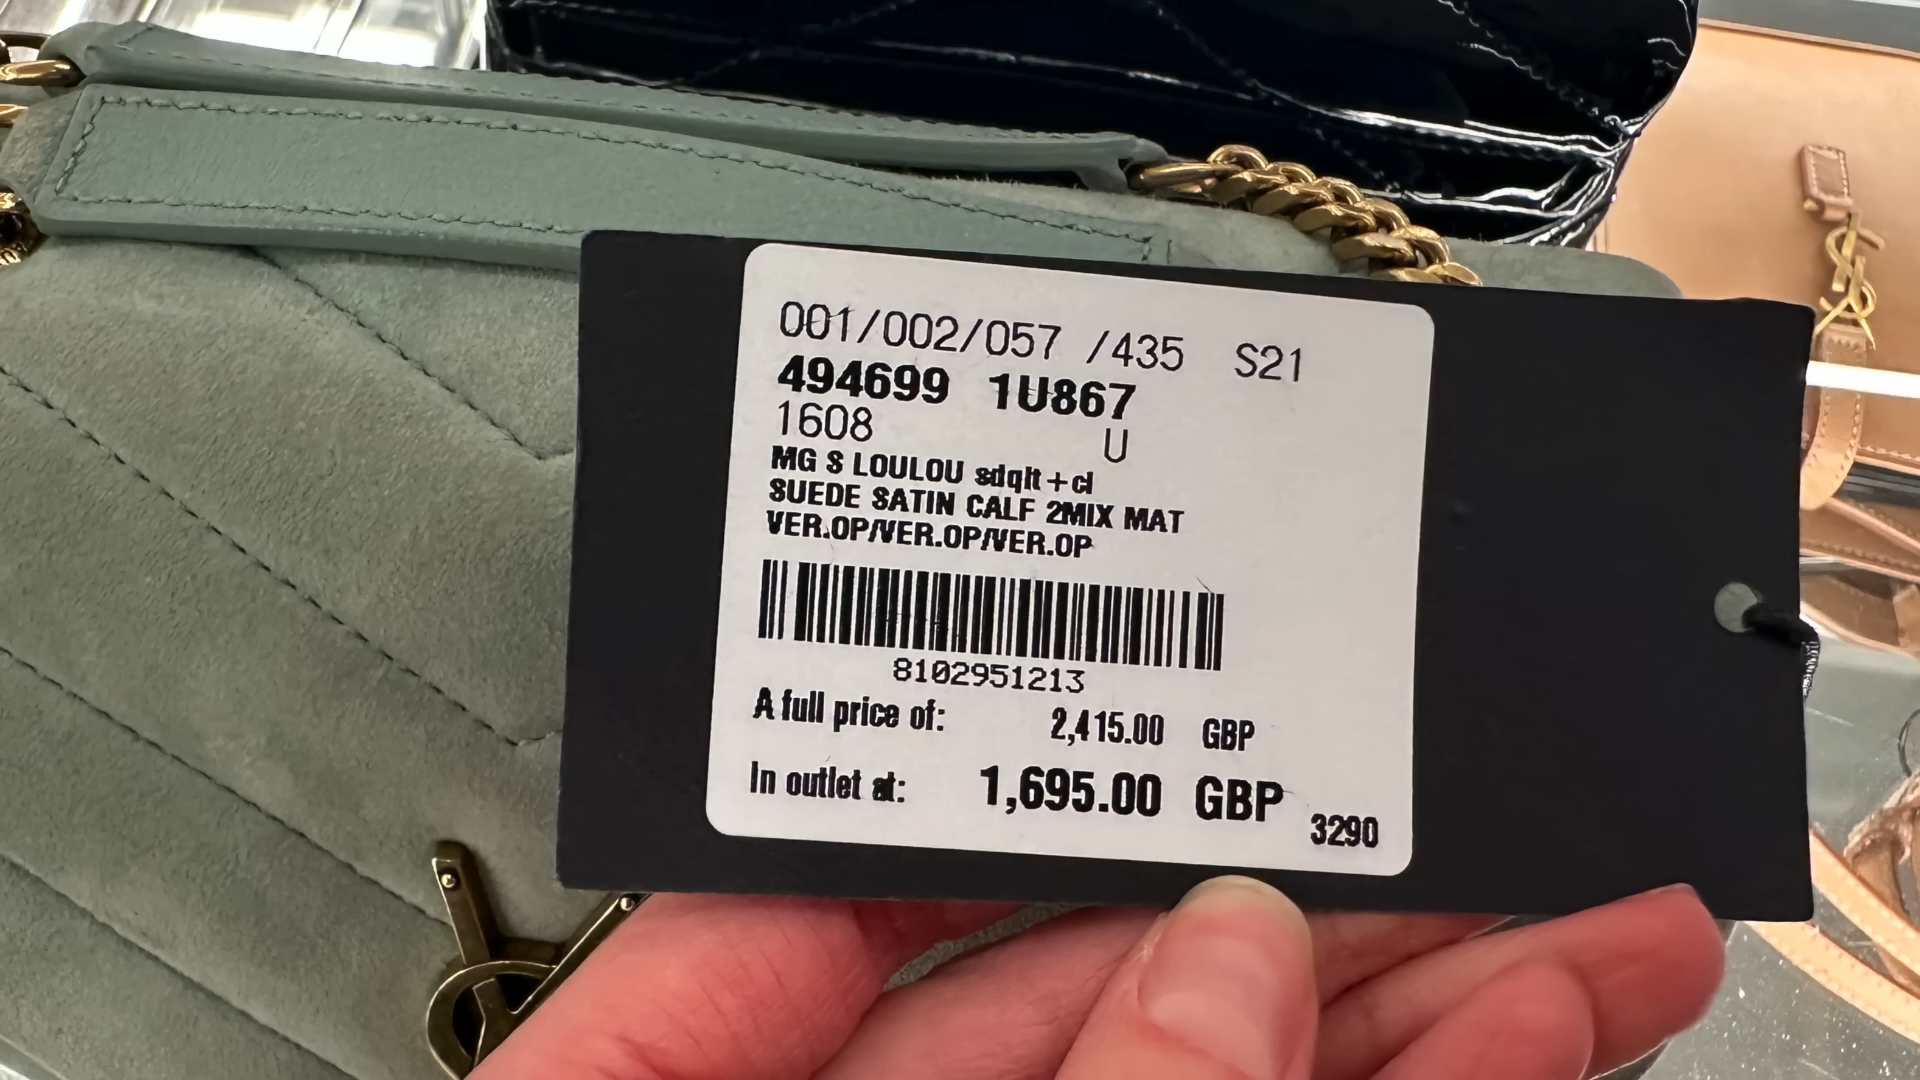 001/002/057 /435 S21
494699 1U867
1608 U
MG S LOULOU sdqlt+cl
SUEDE SATIN CALF 2MIX MAT
VER.OP/VER.OP/VER.OP
8102951213
A full price of: 2,415.00 GBP
In outlet at: 1,695.00 GBP
3290